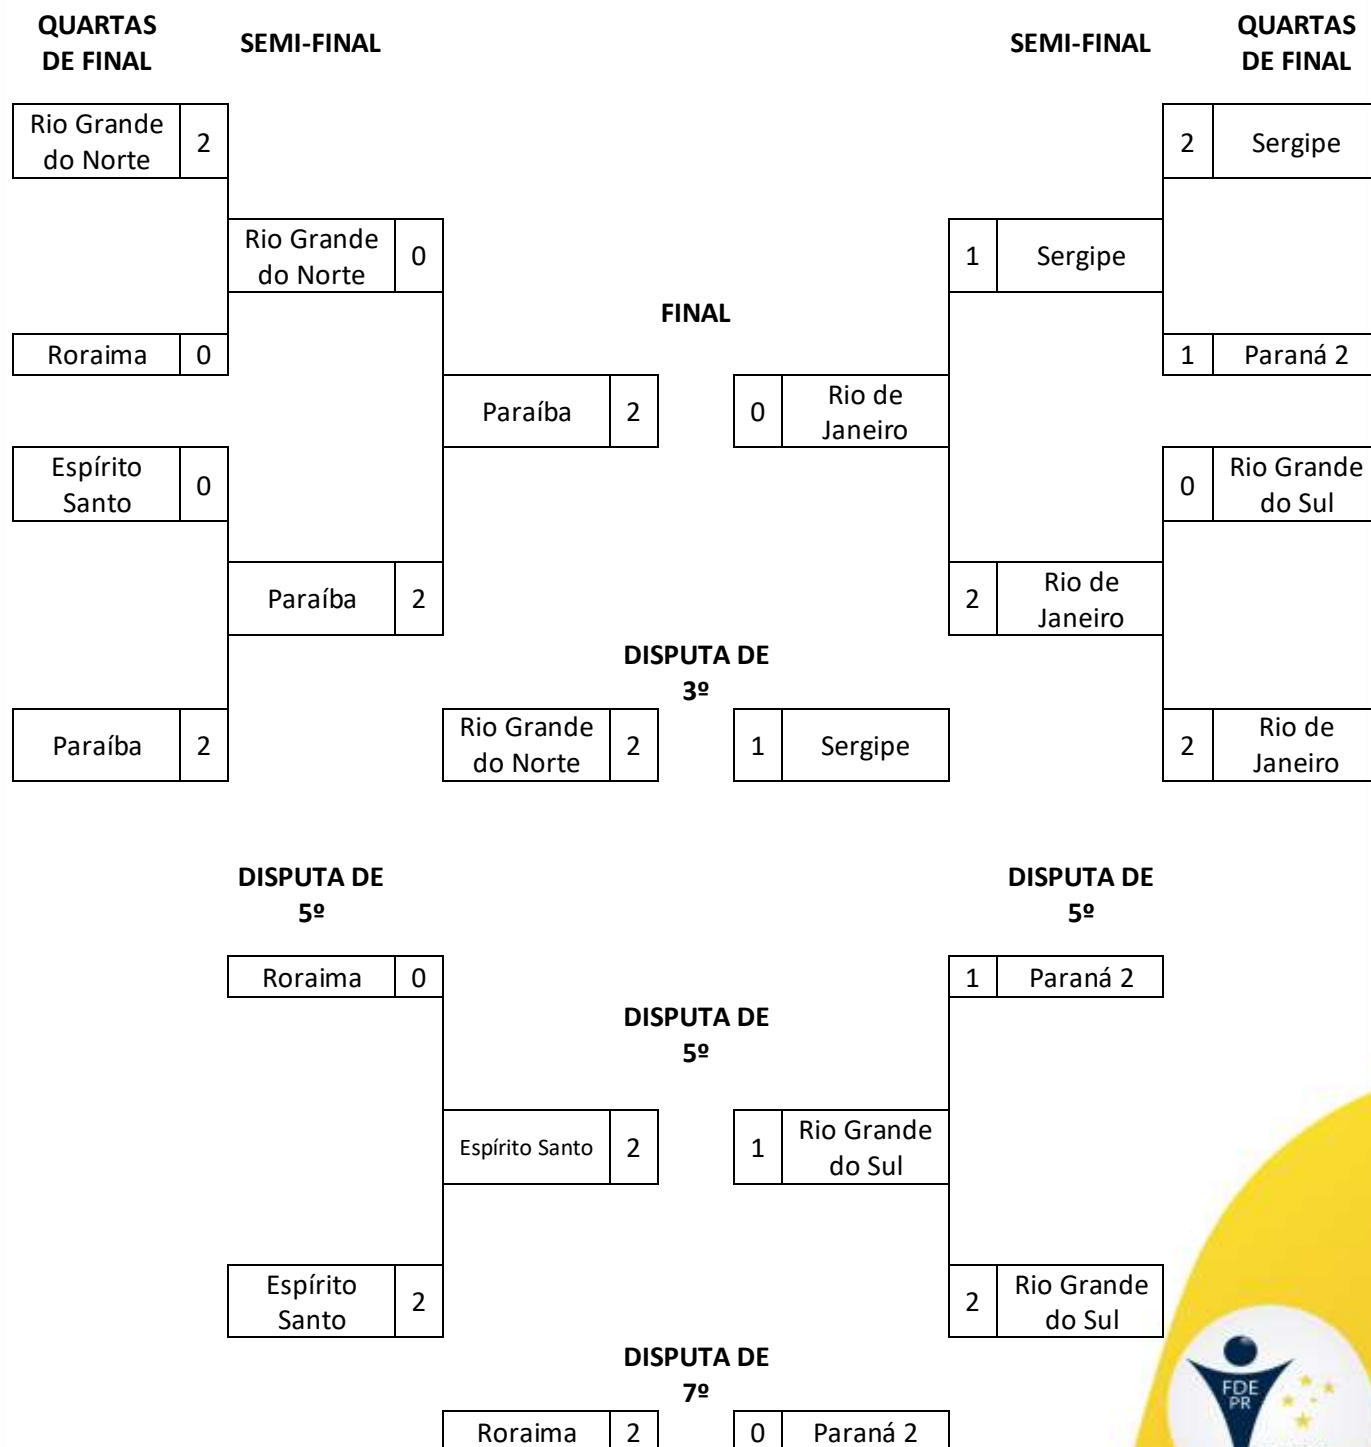 QUARTAS
DE FINAL
SEMI-FINAL
SEMI-FINAL
QUARTAS
DE FINAL
Rio Grande
do Norte
2
2
Sergipe
Rio Grande
do Norte
0
1
Sergipe
FINAL
Roraima
0
1
Paraná 2
Paraíba
2
0
Rio de
Janeiro
Espírito
Santo
0
0
Rio Grande
do Sul
Paraíba
2
2
Rio de
Janeiro
DISPUTA DE
3º
Paraíba
2
Rio Grande
do Norte
2
1
Sergipe
2
Rio de
Janeiro
DISPUTA DE
5º
DISPUTA DE
5º
Roraima
0
1
Paraná 2
DISPUTA DE
5º
Espírito Santo
2
1
Rio Grande
do Sul
Espírito
Santo
2
2
Rio Grande
do Sul
DISPUTA DE
7º
FDE
PR
Roraima
2
0
Paraná 2